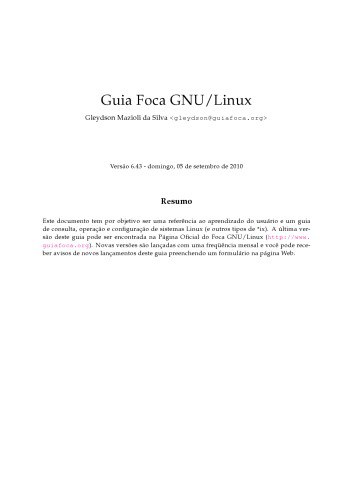 Guia Foca GNU/Linux
Gleydson Mazioli da Silva <gleydson@guiafoca.org>
Versão 6.43 - domingo, 05 de setembro de 2010
Resumo
Este documento tem por objetivo ser uma referência ao aprendizado do usuário e um guia
de consulta, operação e configuração de sistemas Linux (e outros tipos de *ix). A última ver-
são deste guia pode ser encontrada na Página Oficial do Foca GNU/Linux (http://www.
guiafoca.org). Novas versões são lançadas com uma freqüência mensal e você pode rece-
ber avisos de novos lançamentos deste guia preenchendo um formulário na página Web.